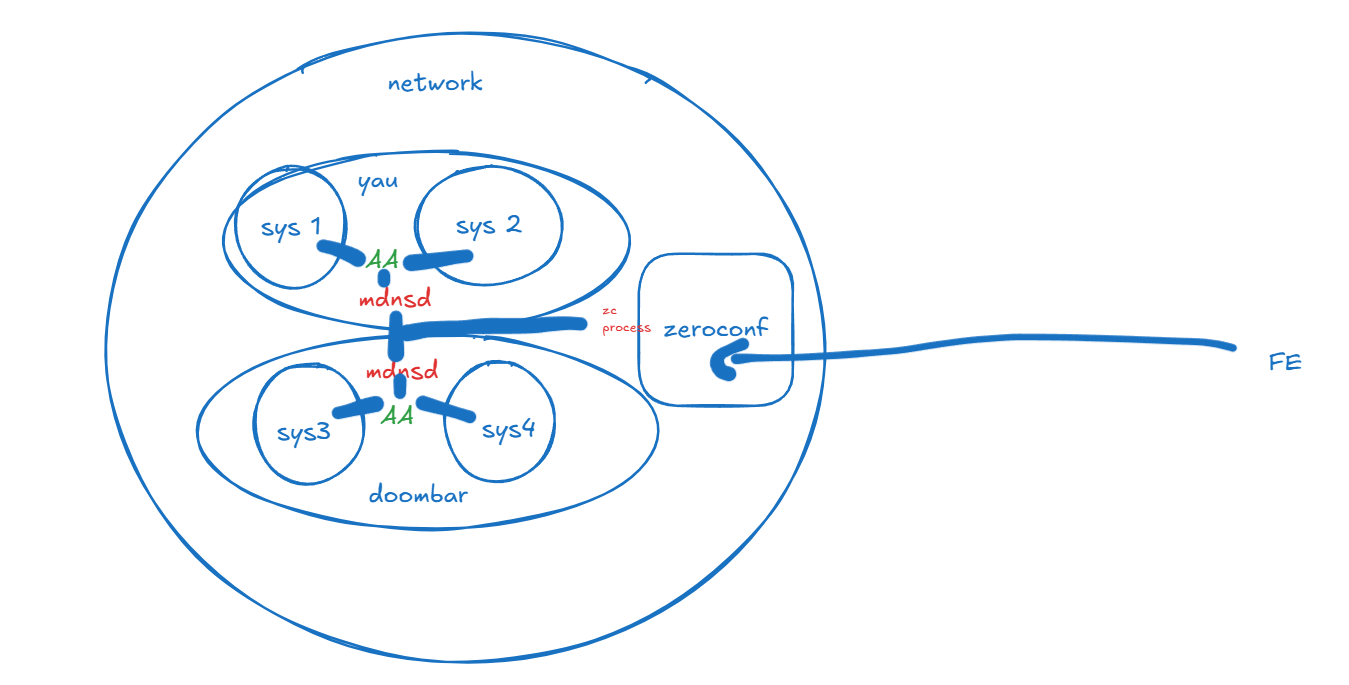 network
yau
sys 1
sys 2
AA
mdnsd
zc
process
zeroconf
FE
mdnsd
AA
sys3
sys4
doombar